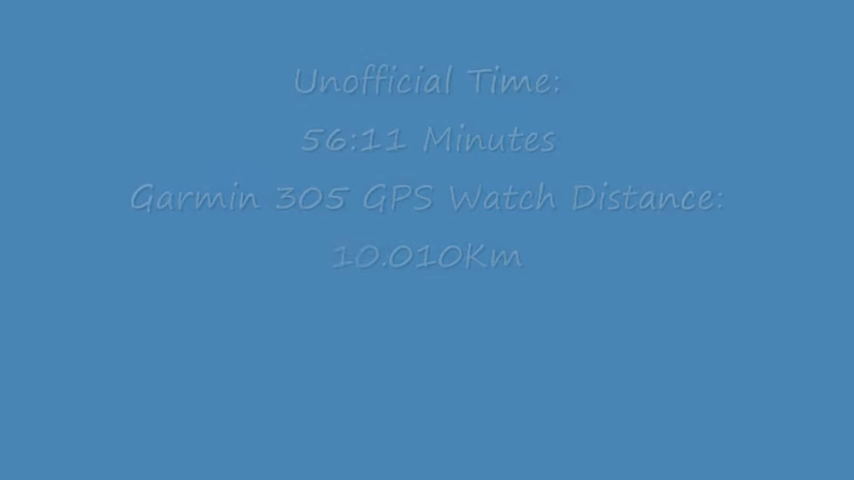 Unofficial Time:
56:11 Minutes
Garmin 305 GPS Watch Distance:
10.010Km